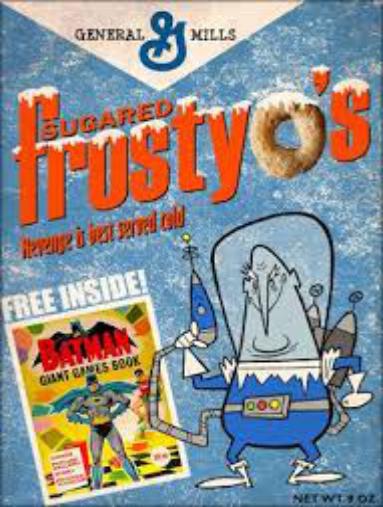 GENERAL G MILLS
SUGARED
frostyO's
Revenge is best served cold
FREE INSIDE!
BATMAN
GIANT GAMES BOOK
NET WT. 9 OZ.